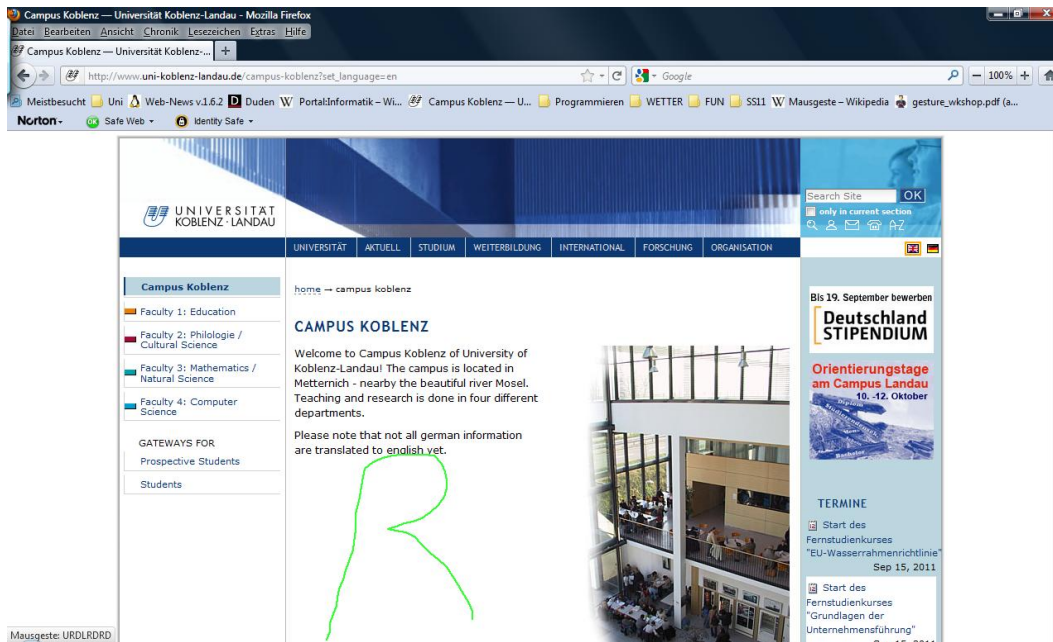 Campus Koblenz — Universität Koblenz-Landau - Mozilla Firefox
Datei Bearbeiten Ansicht Chronik Lesezeichen Extras Hilfe
Campus Koblenz — Universität Koblenz-... +
http://www.uni-koblenz-landau.de/campus-koblenz?set_language=en Google 100% +
Meistbesucht Uni Web-News v.1.6.2 D Duden W Portal:Informatik – Wi... Campus Koblenz — U... Programmieren WETTER FUN SS11 W Mausgeste – Wikipedia gesture_wkshop.pdf (a...
Norton Safe Web Identity Safe
UNIVERSITÄT
KOBLENZ · LANDAU
Search Site OK
only in current section
A-Z
UNIVERSITÄT AKTUELL STUDIUM WEITERBILDUNG INTERNATIONAL FORSCHUNG ORGANISATION
Campus Koblenz
Faculty 1: Education
Faculty 2: Philologie /
Cultural Science
Faculty 3: Mathematics /
Natural Science
Faculty 4: Computer
Science
GATEWAYS FOR
Prospective Students
Students
home → campus koblenz
CAMPUS KOBLENZ
Welcome to Campus Koblenz of University of
Koblenz-Landau! The campus is located in
Metternich - nearby the beautiful river Mosel.
Teaching and research is done in four different
departments.
Please note that not all german information
are translated to english yet.
R
Bis 19. September bewerben
Deutschland
STIPENDIUM
Orientierungstage
am Campus Landau
10. -12. Oktober
Diplom
Bachelor
TERMINE
Start des
Fernstudienkurses
"EU-Wasserrahmenrichtlinie"
Sep 15, 2011
Start des
Fernstudienkurses
"Grundlagen der
Unternehmensführung"
Sep 15, 2011
Mausgeste: URDLRDRD